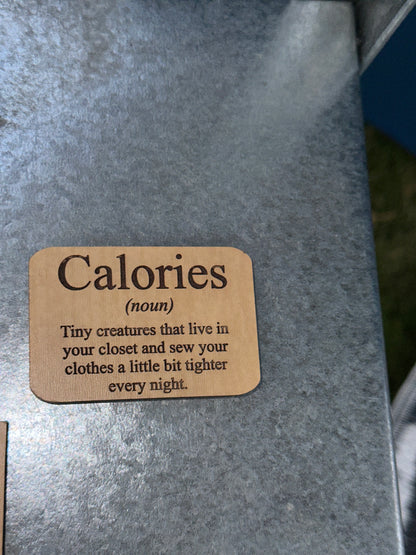 Calories
(noun)
Tiny creatures that live in
your closet and sew your
clothes a little bit tighter
every night.